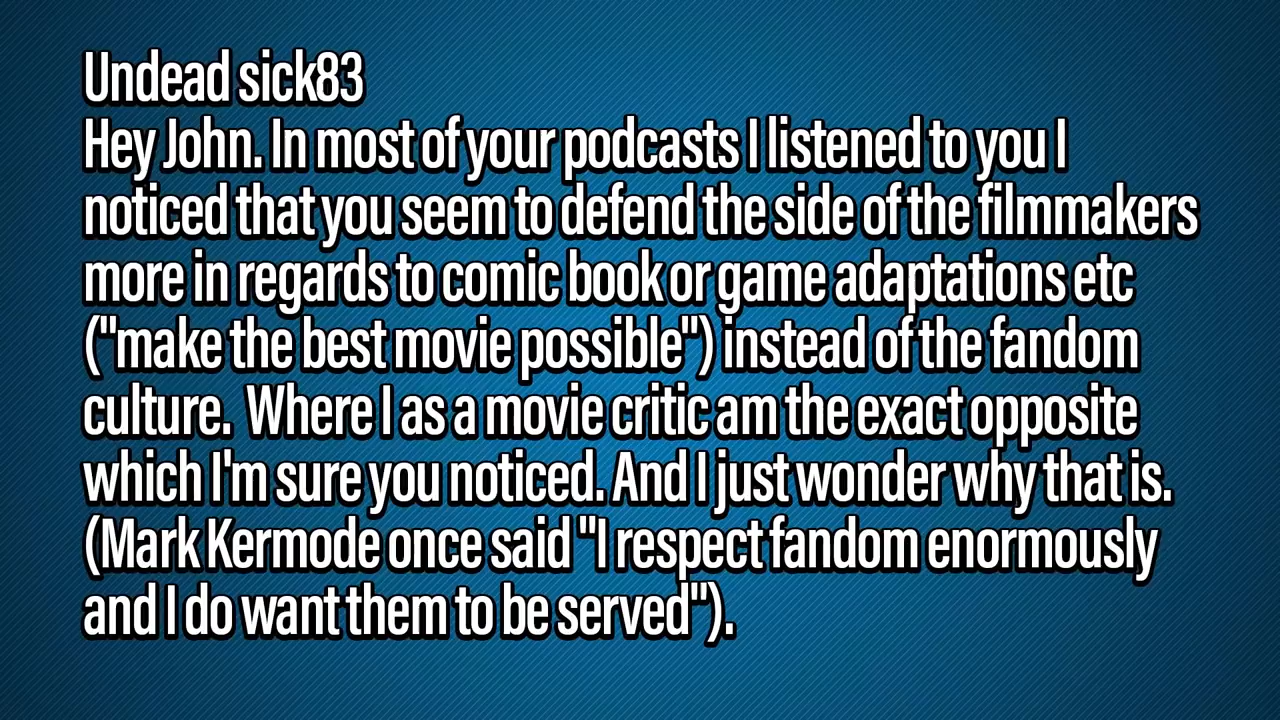 Undead sick83
Hey John. In most of your podcasts I listened to you I
noticed that you seem to defend the side of the filmmakers
more in regards to comic book or game adaptations etc
("make the best movie possible") instead of the fandom
culture.  Where I as a movie critic am the exact opposite
which I'm sure you noticed. And I just wonder why that is.
(Mark Kermode once said "I respect fandom enormously
and I do want them to be served").